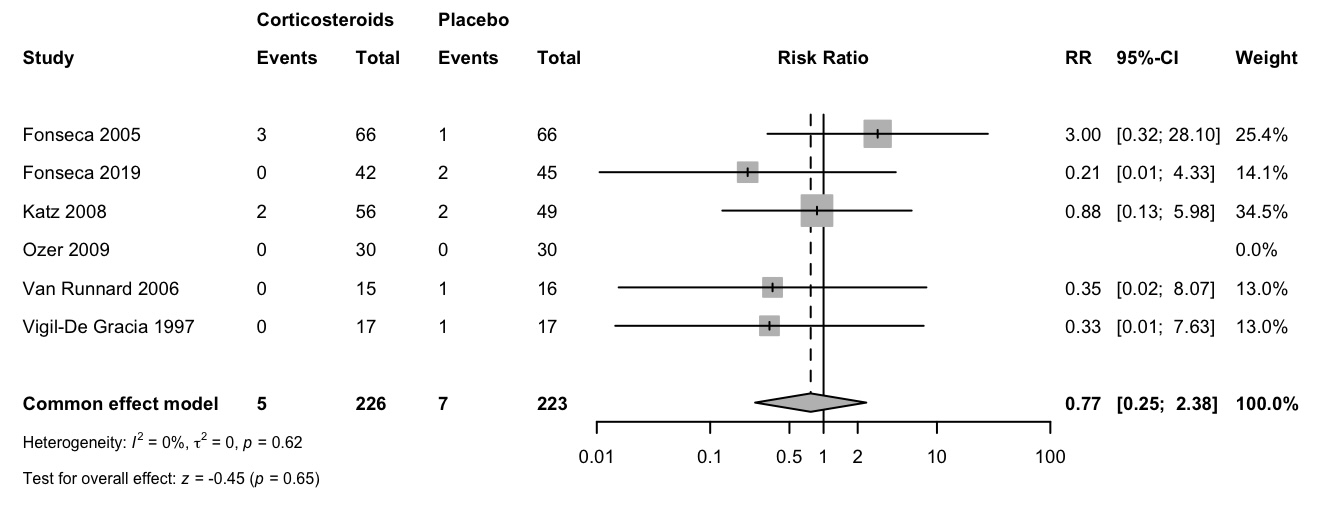 Corticosteroids Placebo
Study Events Total Events Total Risk Ratio RR 95%-CI Weight
Fonseca 2005 3 66 1 66 3.00 [0.32; 28.10] 25.4%
Fonseca 2019 0 42 2 45 0.21 [0.01; 4.33] 14.1%
Katz 2008 2 56 2 49 0.88 [0.13; 5.98] 34.5%
Ozer 2009 0 30 0 30 0.0%
Van Runnard 2006 0 15 1 16 0.35 [0.02; 8.07] 13.0%
Vigil-De Gracia 1997 0 17 1 17 0.33 [0.01; 7.63] 13.0%
Common effect model 5 226 7 223 0.77 [0.25; 2.38] 100.0%
Heterogeneity: I² = 0%, τ² = 0, p = 0.62
0.01 0.1 0.5 1 2 10 100
Test for overall effect: z = -0.45 (p = 0.65)